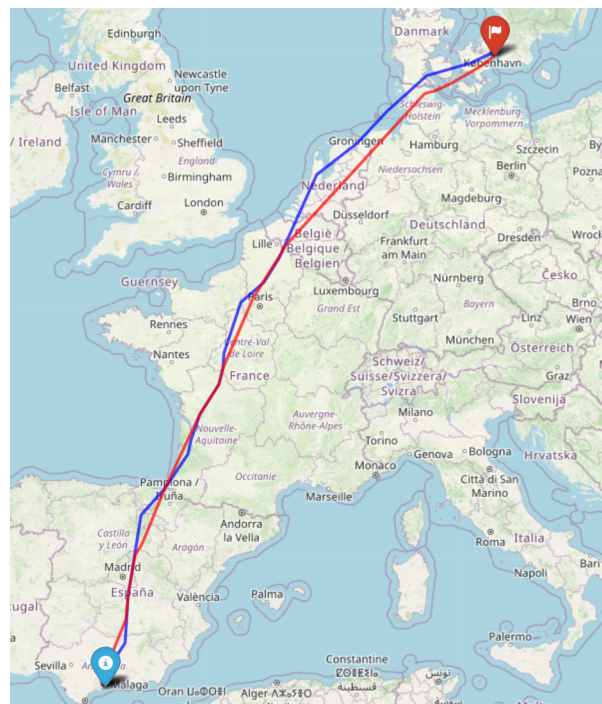 Edinburgh
Danmark
United Kingdom
København
Newcastle
upon Tyne
Belfast
Great Britain
Isle of Man
Schleswig-
Holstein
Mecklenburg-
Vorpommern
Leeds
/ Ireland
Manchester
Sheffield
England
Groningen
Hamburg
Szczecin
By
Cymru /
Wales
Birmingham
Niedersachsen
Berlin
Pozna
Nederland
Cardiff
London
Magdeburg
Düsseldorf
Deutschland
Lille
België /
Belgique /
Belgien
Frankfurt
am Main
Dresden
Wrocł
Guernsey
Luxembourg
Nürnberg
Česko
Paris
Grand Est
Bayern
Brno
Rennes
Stuttgart
Linz
Wien
Nantes
Centre-Val
de Loire
München
Österreich
France
Schweiz/
Suisse/Svizzera/
Svizra
Graz
Slovenija
Nouvelle-
Aquitaine
Auvergne-
Rhône-Alpes
Milano
Torino
Hrvatska
Monaco
Genova
Bologna
Occitanie
Pamplona /
Iruña
Marseille
Città di San
Marino
Andorra
la Vella
Castilla
y León
Aragón
Roma
Italia
Madrid
Napoli
Bari
España
València
Palma
tugal
a
Palermo
Sevilla
Málaga
Constantine
قسنطينة
تونس
Oran
Alger